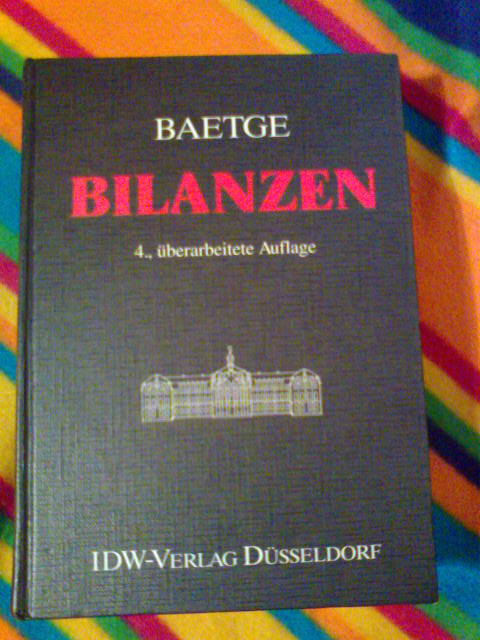 BAETGE
BILANZEN
4., überarbeitete Auflage
IDW-VERLAG DÜSSELDORF